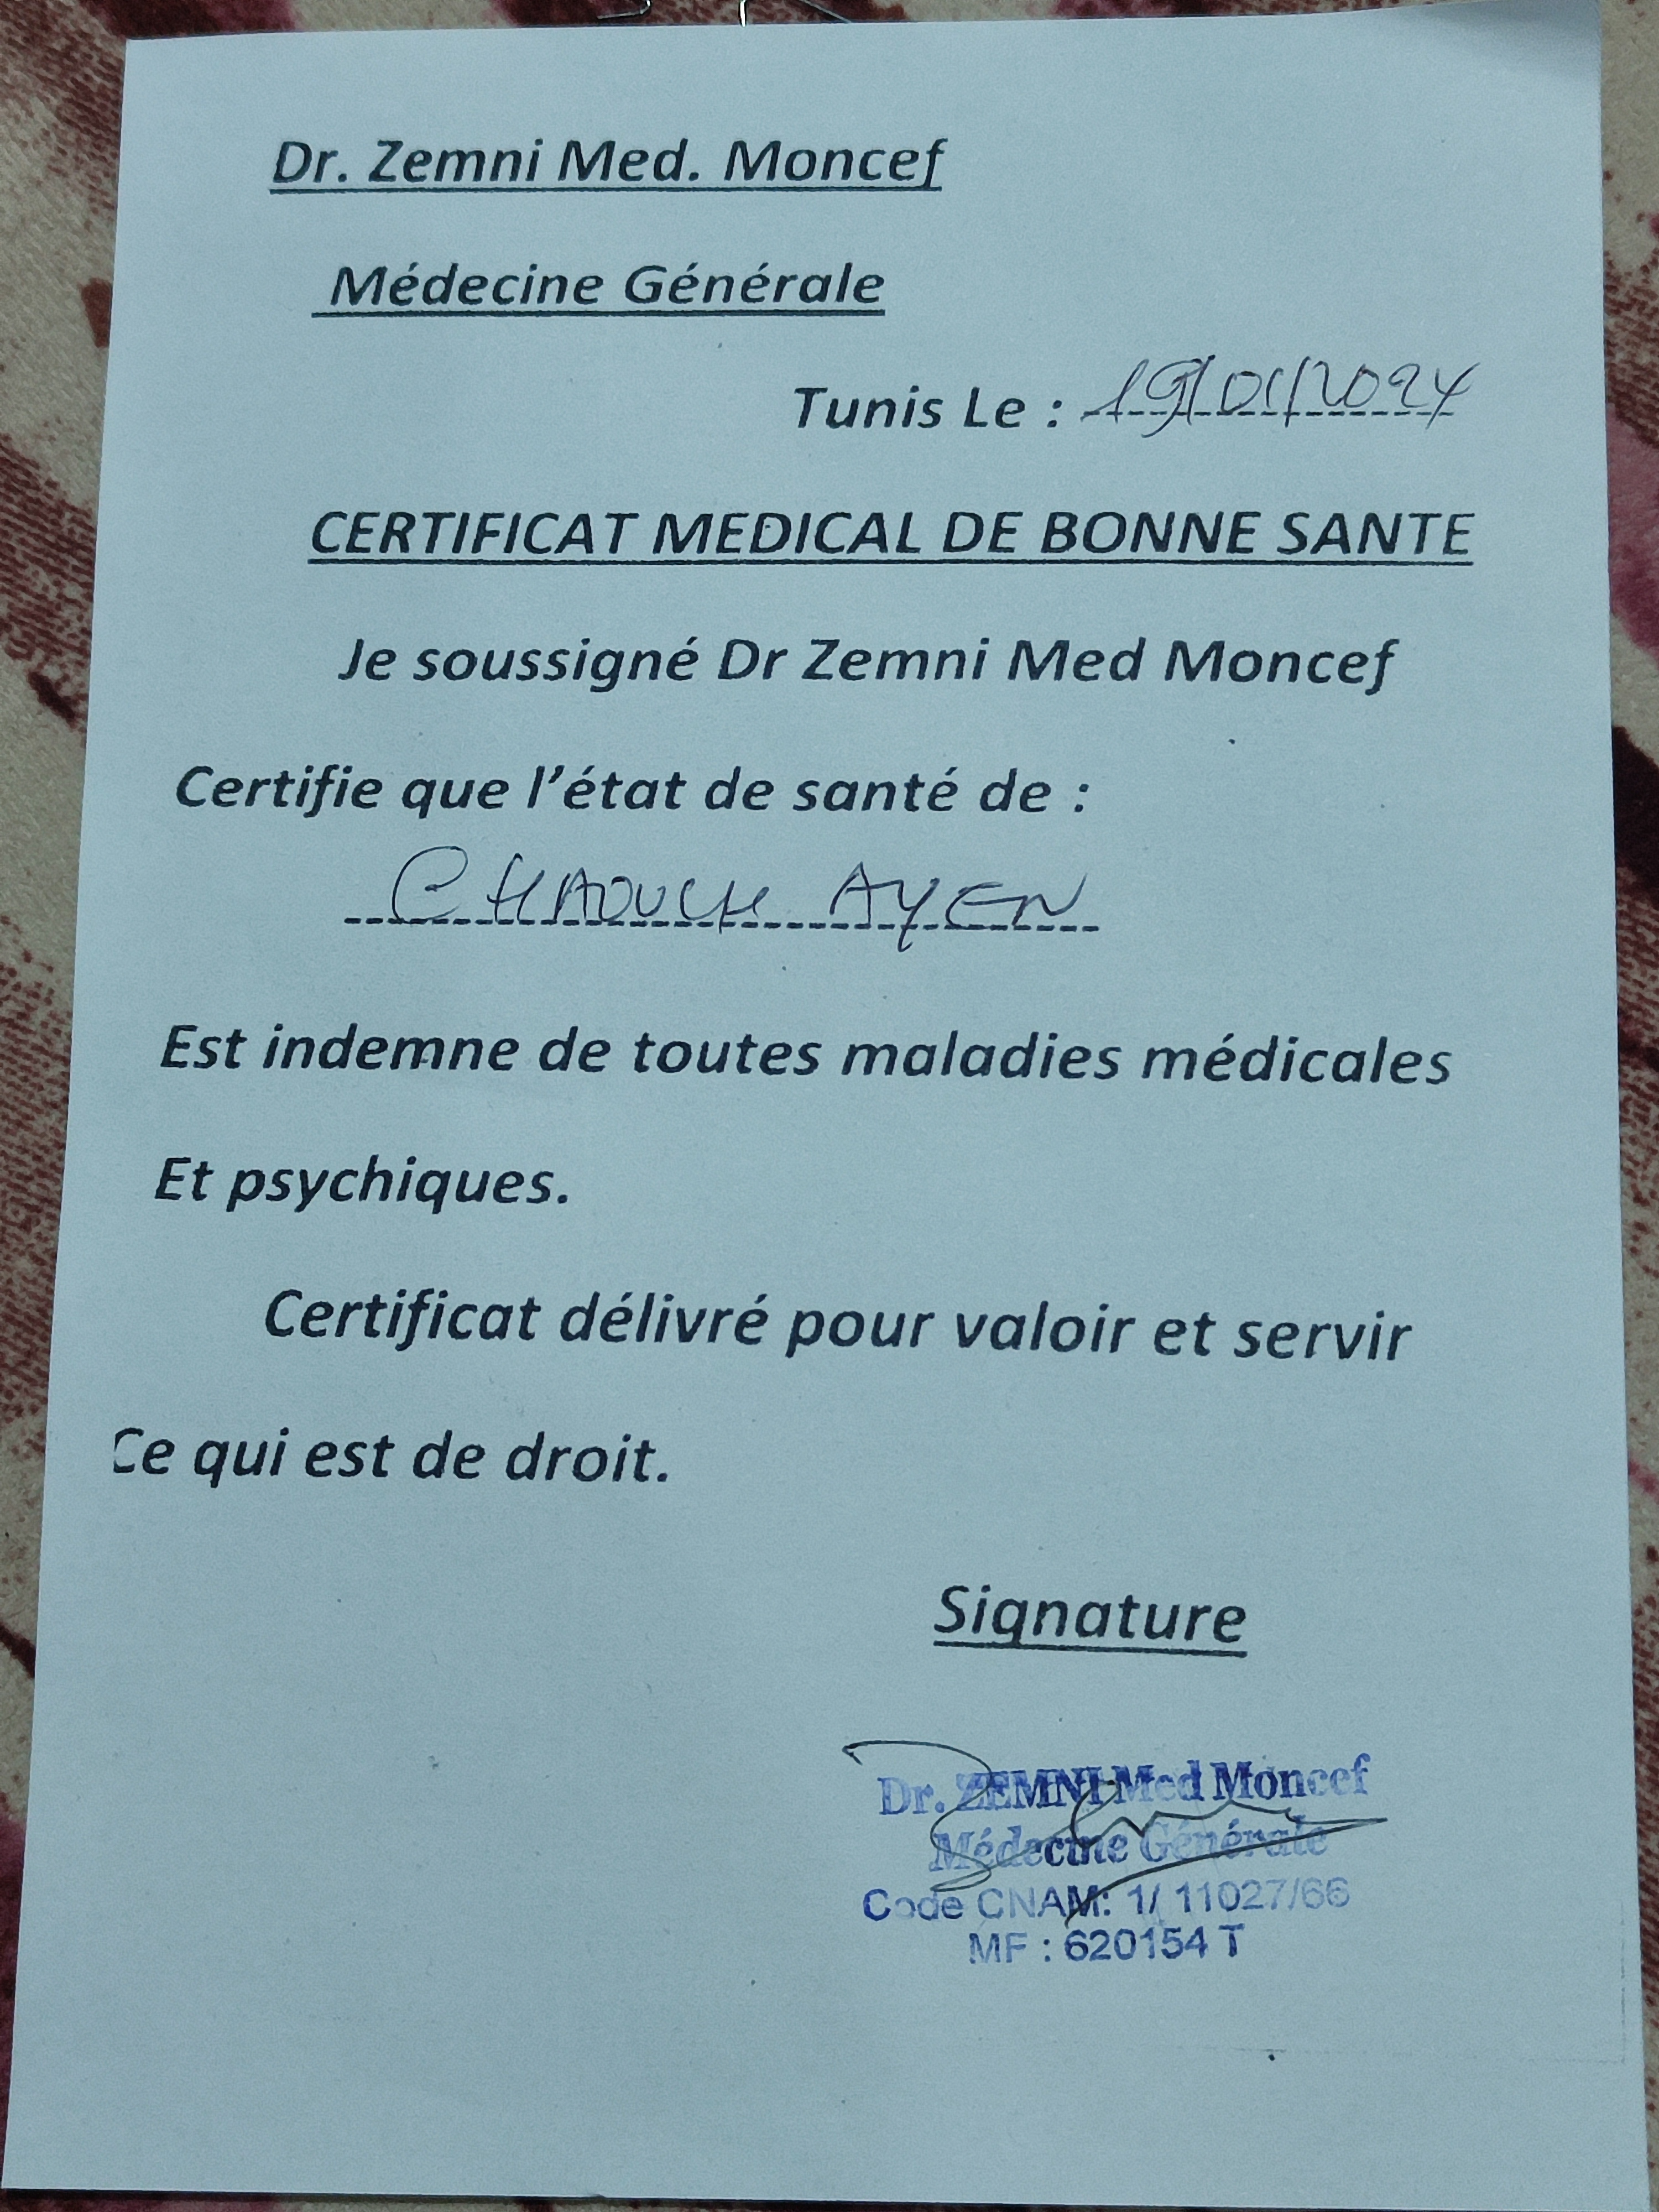 Dr. Zemni Med. Moncef
Médecine Générale
Tunis Le : 19/01/2024
CERTIFICAT MEDICAL DE BONNE SANTE
Je soussigné Dr Zemni Med Moncef
Certifie que l'état de santé de :
CHAOUCH AYEN
Est indemne de toutes maladies médicales
Et psychiques.
Certificat délivré pour valoir et servir
Ce qui est de droit.
Signature
Dr. ZEMNI Med Moncef
Médecine Générale
Code CNAM: 1/ 11027/66
MF : 620154 T